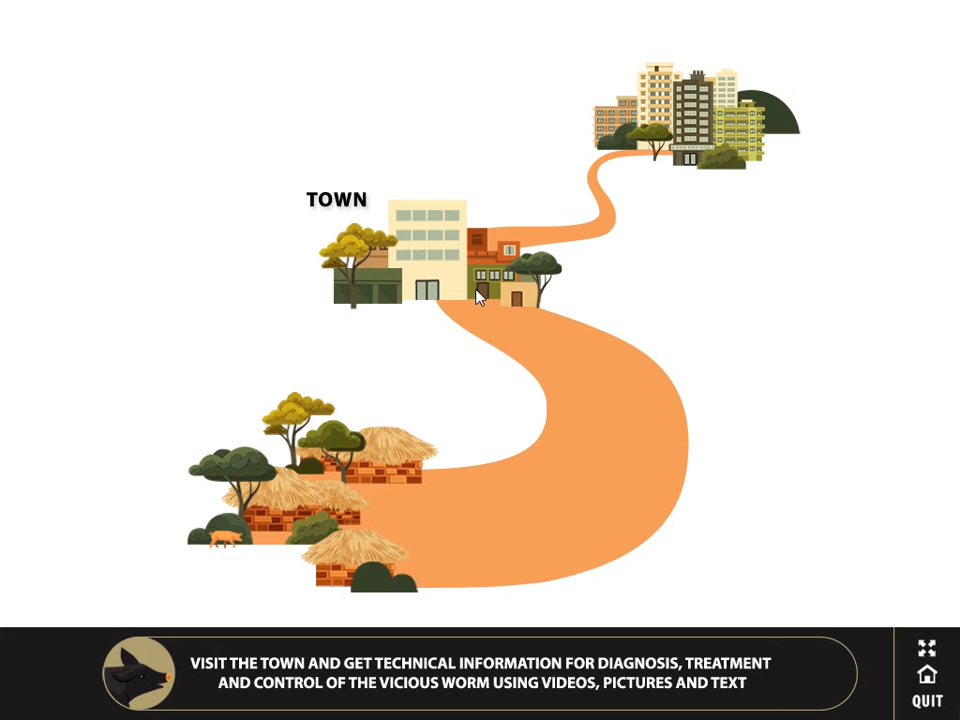 TOWN
VISIT THE TOWN AND GET TECHNICAL INFORMATION FOR DIAGNOSIS, TREATMENT
AND CONTROL OF THE VICIOUS WORM USING VIDEOS, PICTURES AND TEXT
QUIT